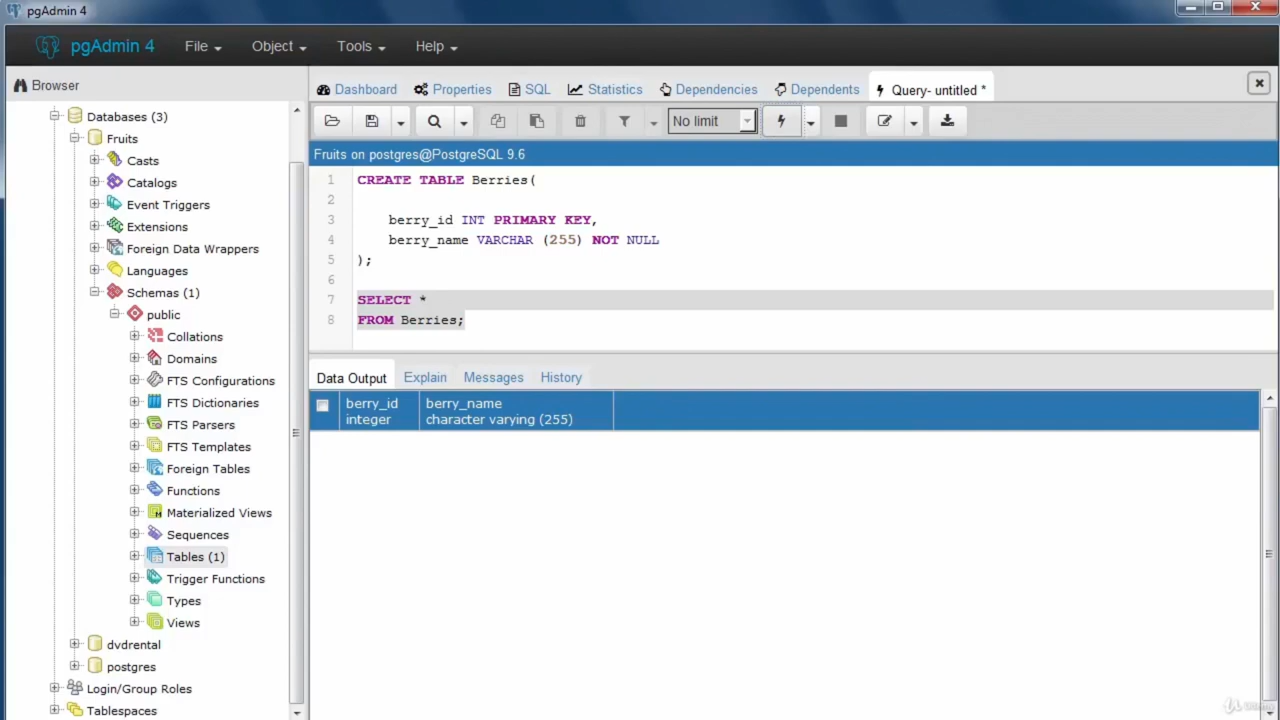 pgAdmin 4
pgAdmin 4 File Object Tools Help
Browser
Dashboard Properties SQL Statistics Dependencies Dependents Query- untitled *
No limit
Fruits on postgres@PostgreSQL 9.6
Databases (3)
Fruits
Casts
Catalogs
Event Triggers
Extensions
Foreign Data Wrappers
Languages
Schemas (1)
public
Collations
Domains
FTS Configurations
FTS Dictionaries
FTS Parsers
FTS Templates
Foreign Tables
Functions
Materialized Views
Sequences
Tables (1)
Trigger Functions
Types
Views
dvdrental
postgres
Login/Group Roles
Tablespaces
1 CREATE TABLE Berries(
2
3 berry_id INT PRIMARY KEY,
4 berry_name VARCHAR (255) NOT NULL
5 );
6
7 SELECT *
8 FROM Berries;
Data Output Explain Messages History
berry_id berry_name
integer character varying (255)